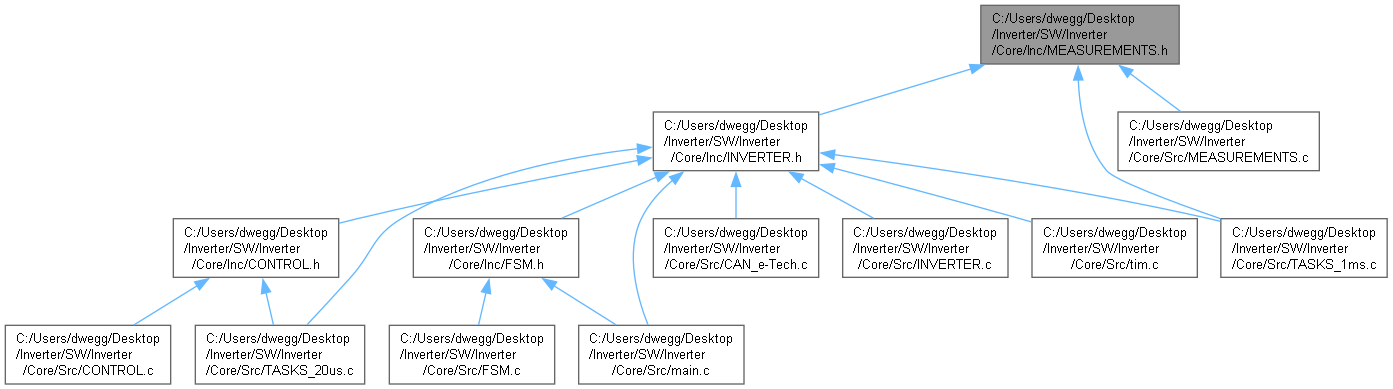 C:/Users/dwegg/Desktop
/Inverter/SW/Inverter
/Core/Inc/MEASUREMENTS.h
C:/Users/dwegg/Desktop
/Inverter/SW/Inverter
/Core/Inc/INVERTER.h
C:/Users/dwegg/Desktop
/Inverter/SW/Inverter
/Core/Src/MEASUREMENTS.c
C:/Users/dwegg/Desktop
/Inverter/SW/Inverter
/Core/Inc/CONTROL.h
C:/Users/dwegg/Desktop
/Inverter/SW/Inverter
/Core/Inc/FSM.h
C:/Users/dwegg/Desktop
/Inverter/SW/Inverter
/Core/Src/CAN_e-Tech.c
C:/Users/dwegg/Desktop
/Inverter/SW/Inverter
/Core/Src/INVERTER.c
C:/Users/dwegg/Desktop
/Inverter/SW/Inverter
/Core/Src/tim.c
C:/Users/dwegg/Desktop
/Inverter/SW/Inverter
/Core/Src/TASKS_1ms.c
C:/Users/dwegg/Desktop
/Inverter/SW/Inverter
/Core/Src/CONTROL.c
C:/Users/dwegg/Desktop
/Inverter/SW/Inverter
/Core/Src/TASKS_20us.c
C:/Users/dwegg/Desktop
/Inverter/SW/Inverter
/Core/Src/FSM.c
C:/Users/dwegg/Desktop
/Inverter/SW/Inverter
/Core/Src/main.c